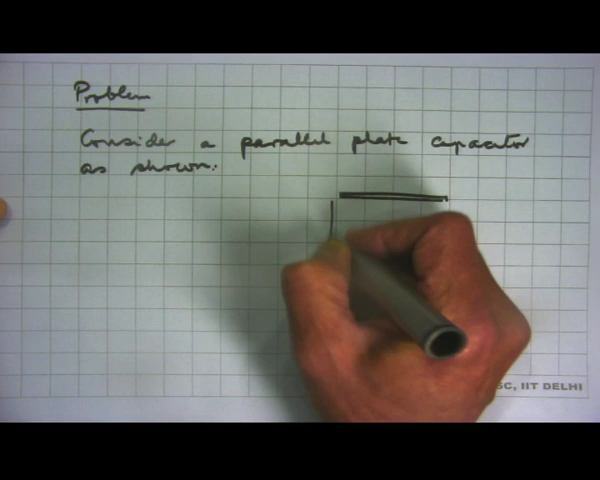 Problem
Consider a parallel plate capacitor
as shown.
SC, IIT DELHI